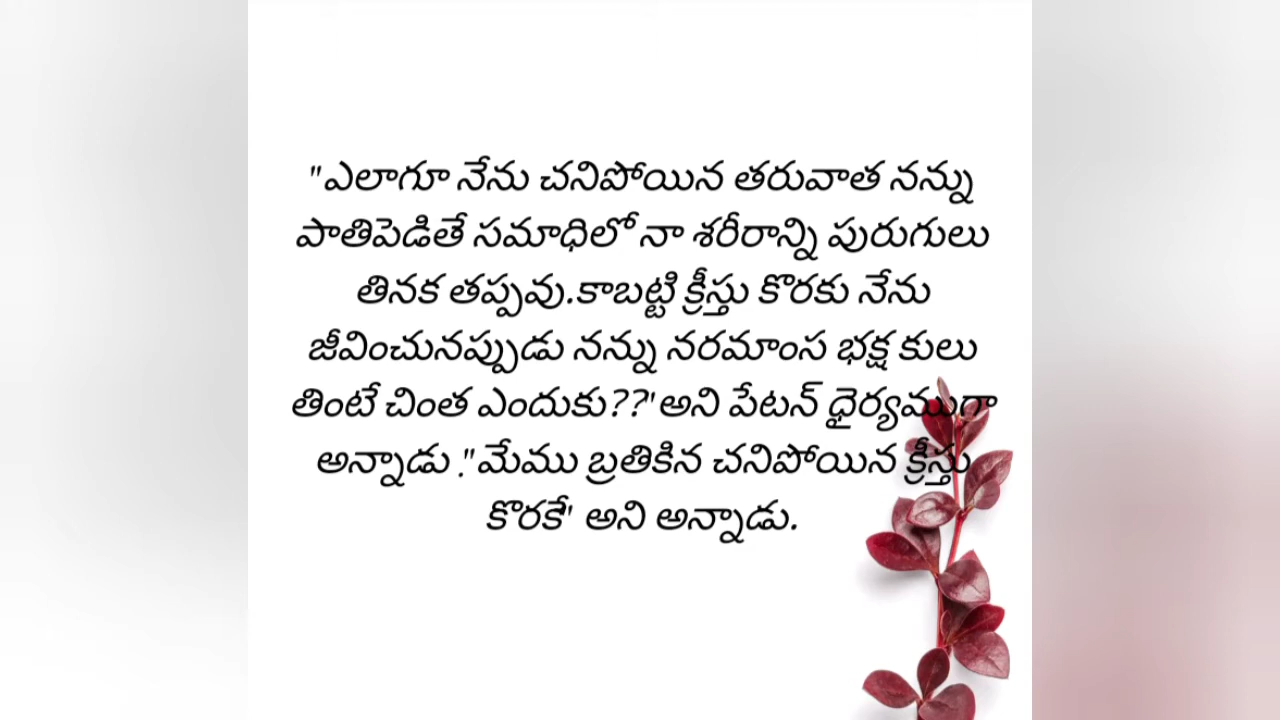 "ఎలాగూ నేను చనిపోయిన తరువాత నన్ను
పాతిపెడితే సమాధిలో నా శరీరాన్ని పురుగులు
తినక తప్పవు.కాబట్టి క్రీస్తు కొరకు నేను
జీవించునప్పుడు నన్ను నరమాంస భక్ష కులు
తింటే చింత ఎందుకు??"అని పేటన్ ధైర్యముగా
అన్నాడు ."మేము బ్రతికిన చనిపోయిన క్రీస్తు
కొరకే" అని అన్నాడు.